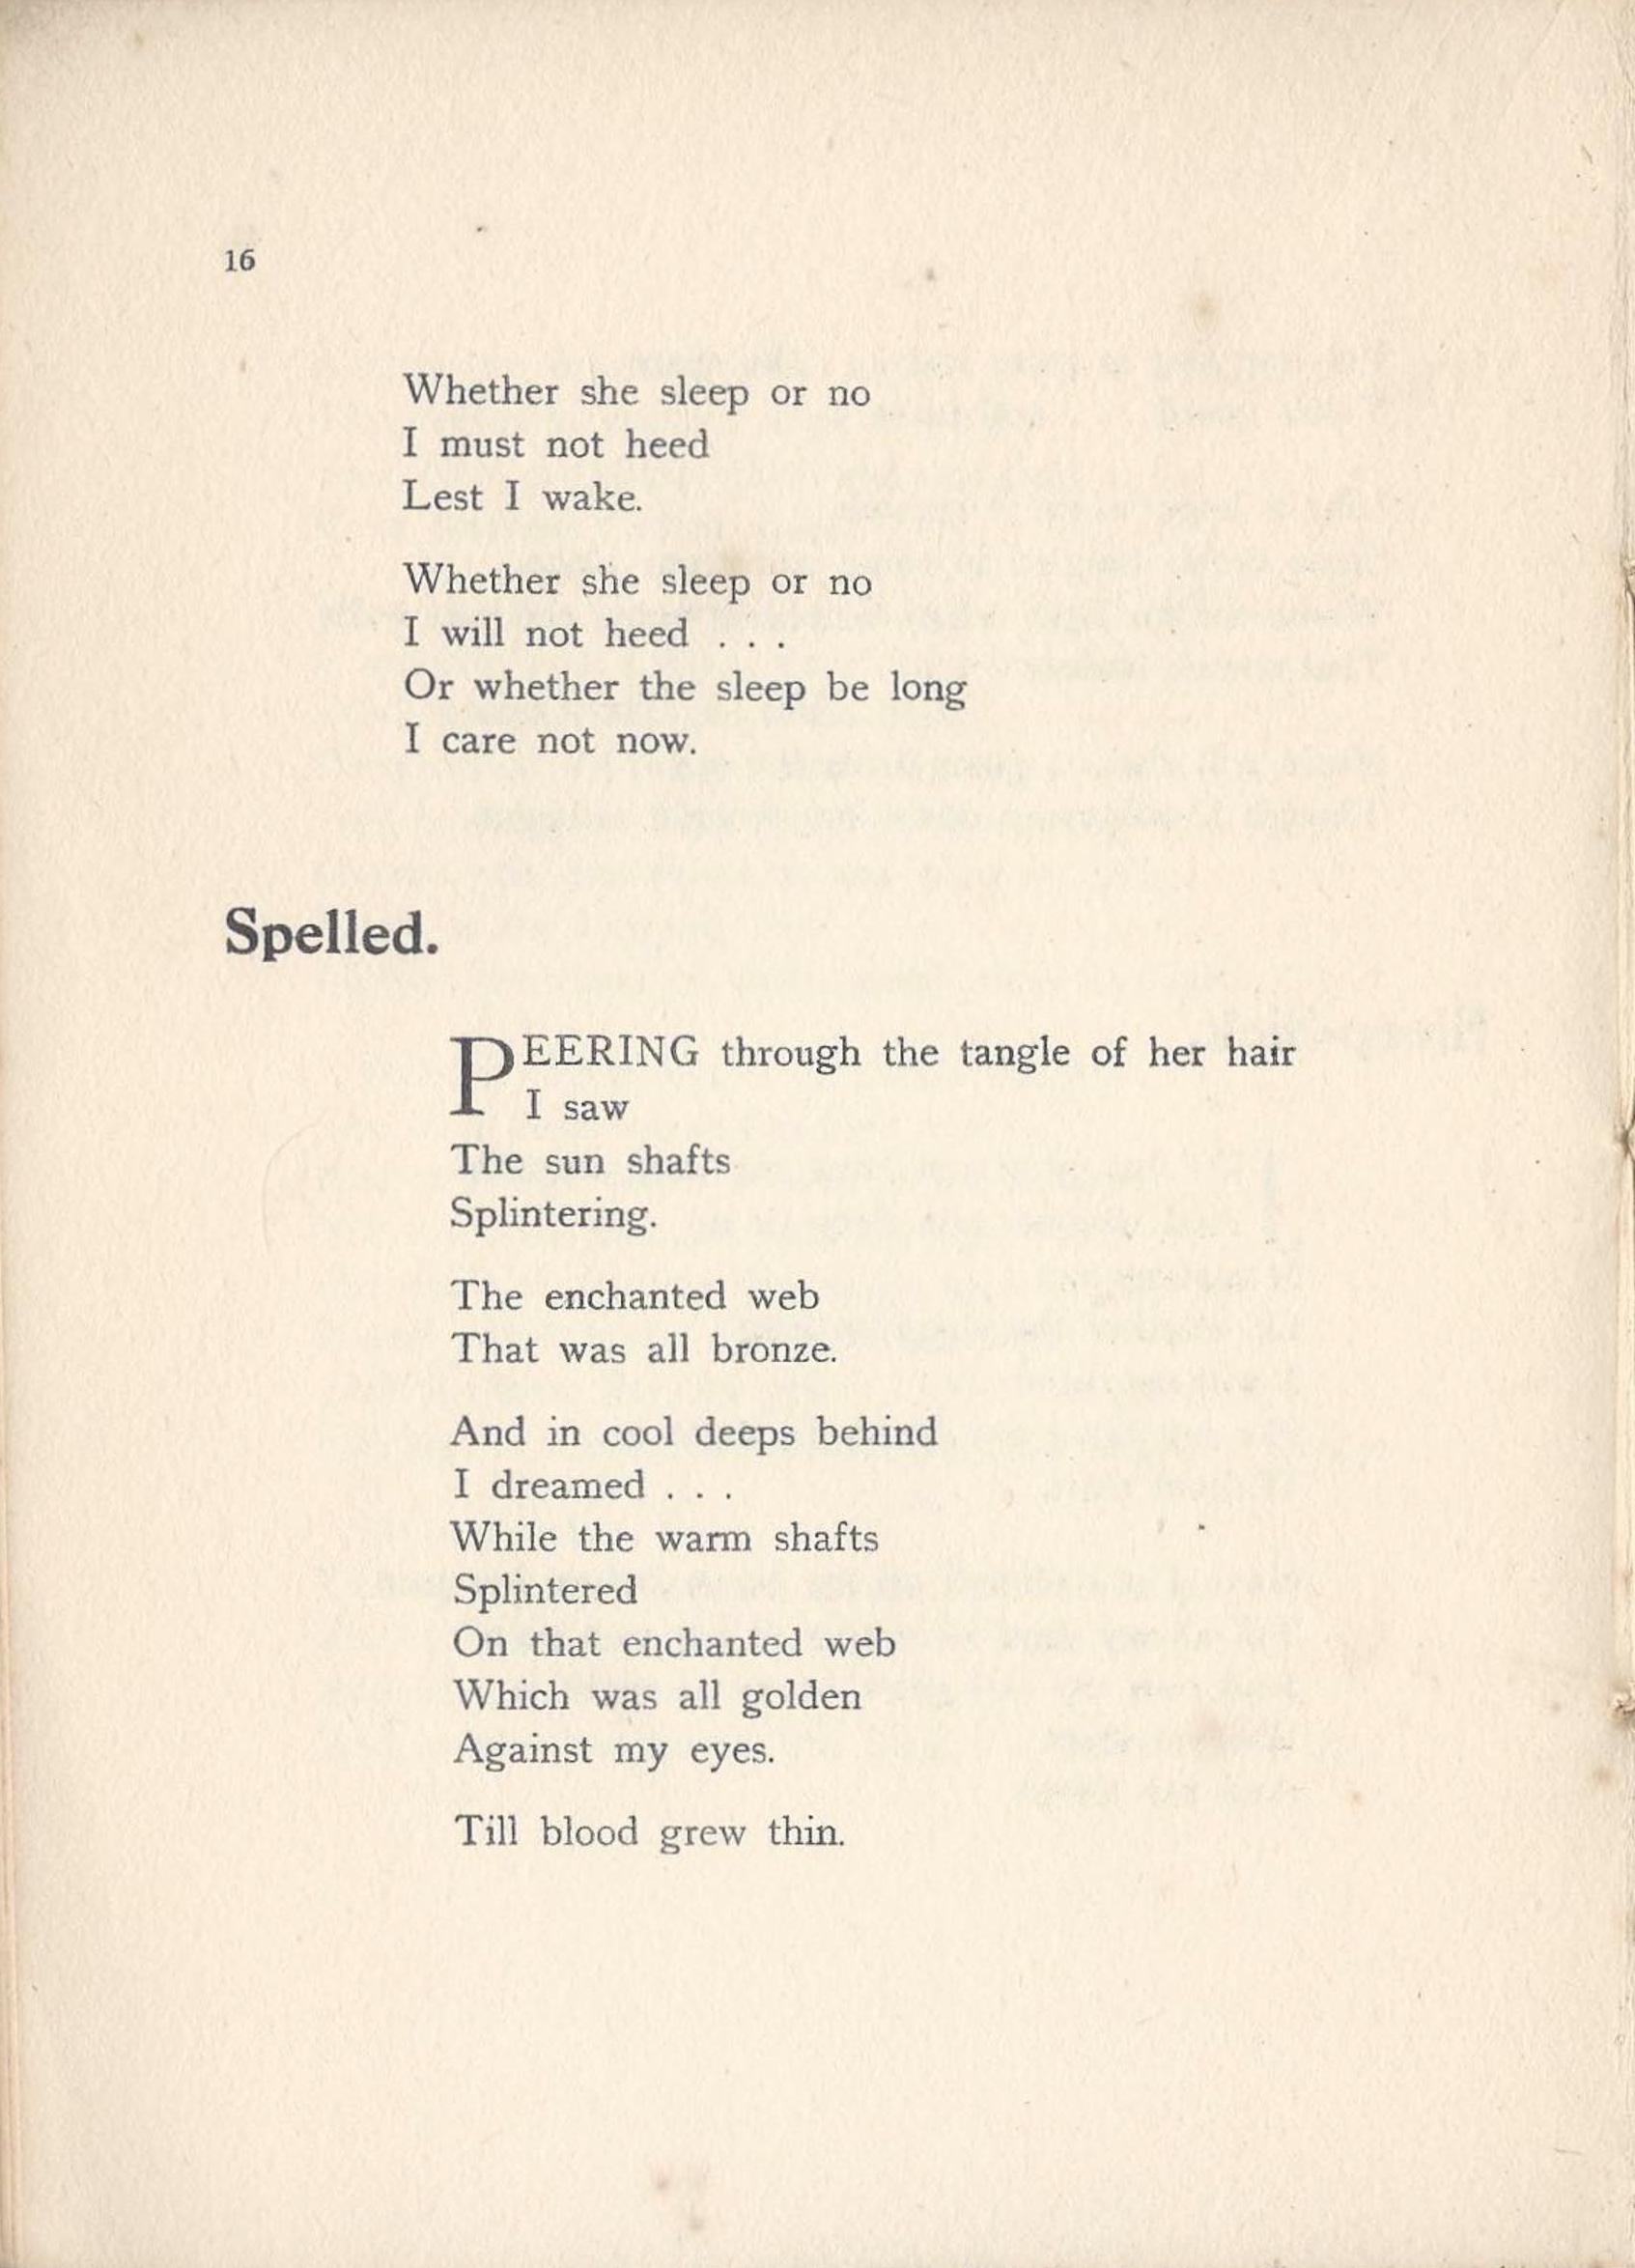 16
Whether she sleep or no
I must not heed
Lest I wake.
Whether she sleep or no
I will not heed . . .
Or whether the sleep be long
I care not now.
Spelled.
PEERING through the tangle of her hair
I saw
The sun shafts
Splintering.
The enchanted web
That was all bronze.
And in cool deeps behind
I dreamed . . .
While the warm shafts
Splintered
On that enchanted web
Which was all golden
Against my eyes.
Till blood grew thin.